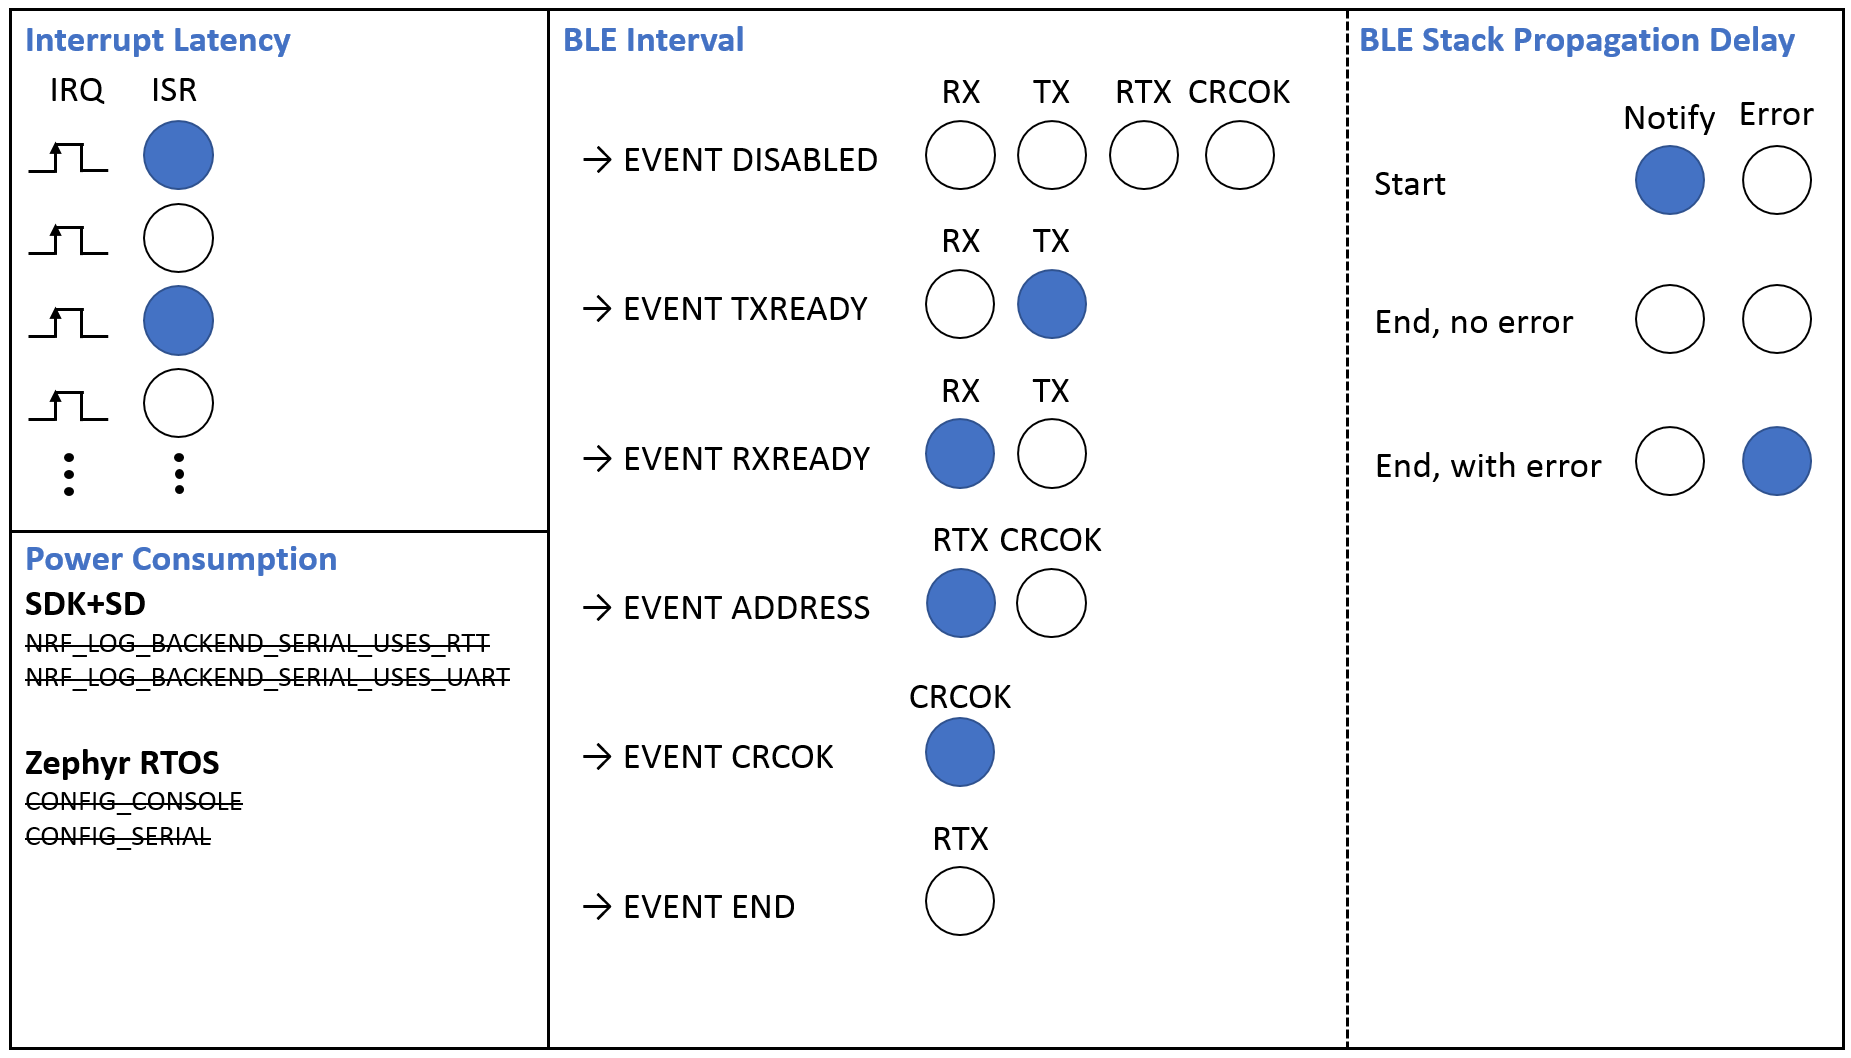 Interrupt Latency
IRQ ISR
Power Consumption
SDK+SD
NRF_LOG_BACKEND_SERIAL_USES_RTT
NRF_LOG_BACKEND_SERIAL_USES_UART
Zephyr RTOS
CONFIG_CONSOLE
CONFIG_SERIAL
BLE Interval
RX TX RTX CRCOK
→ EVENT DISABLED
RX TX
→ EVENT TXREADY
RX TX
→ EVENT RXREADY
RTX CRCOK
→ EVENT ADDRESS
CRCOK
→ EVENT CRCOK
RTX
→ EVENT END
BLE Stack Propagation Delay
Notify Error
Start
End, no error
End, with error